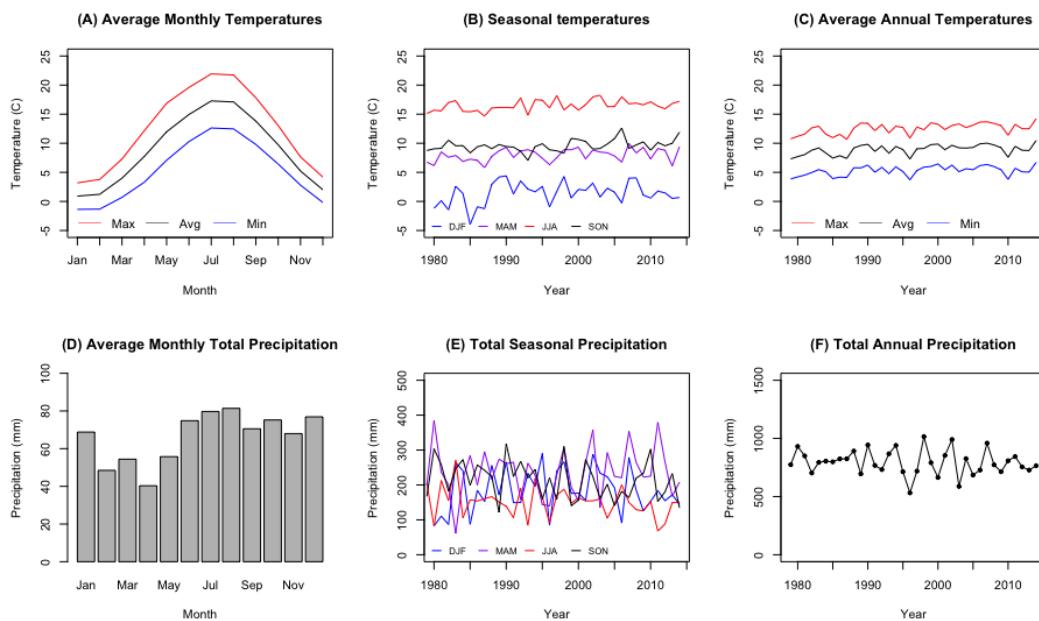 (A) Average Monthly Temperatures
Temperature (C)
25
20
15
10
5
0
-5
Max Avg Min
Jan Mar May Jul Sep Nov
Month
(B) Seasonal temperatures
Temperature (C)
25
20
15
10
5
0
-5
DJF MAM JJA SON
1980 1990 2000 2010
Year
(C) Average Annual Temperatures
Temperature (C)
25
20
15
10
5
0
-5
Max Avg Min
1980 1990 2000 2010
Year
(D) Average Monthly Total Precipitation
Precipitation (mm)
100
80
60
40
20
0
Jan Mar May Jul Sep Nov
Month
(E) Total Seasonal Precipitation
Precipitation (mm)
500
400
300
200
100
0
DJF MAM JJA SON
1980 1990 2000 2010
Year
(F) Total Annual Precipitation
Precipitation (mm)
1500
1000
500
0
1980 1990 2000 2010
Year